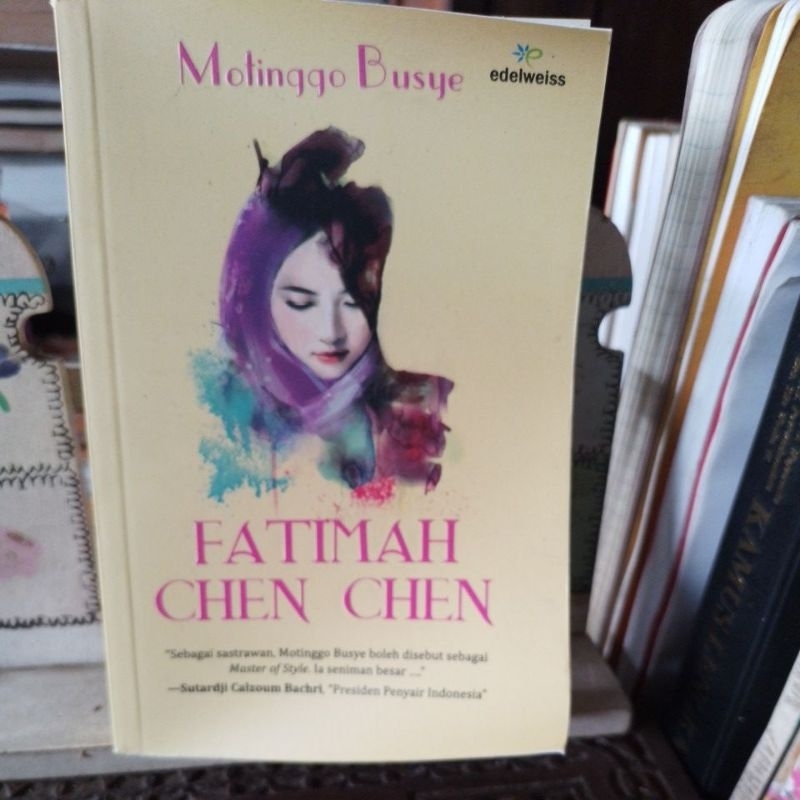 Motinggo Busye
edelweiss
FATIMAH
CHEN CHEN
"Sebagai sastrawan, Motinggo Busye boleh disebut sebagai
Master of Style. Ia seniman besar ...."
—Sutardji Calzoum Bachri, "Presiden Penyair Indonesia"
KAMUS